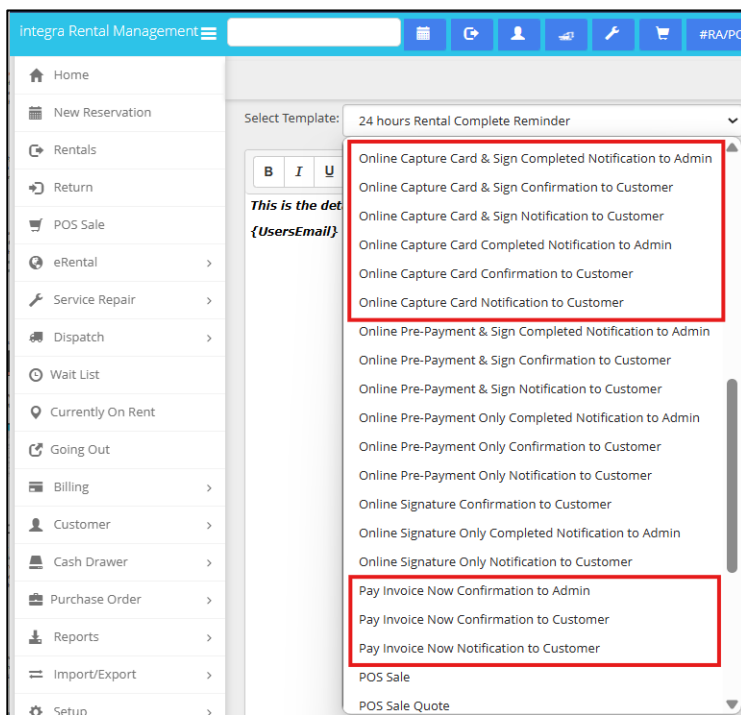 integra Rental Management
#RA/PO
Home
New Reservation
Rentals
Return
POS Sale
eRental
Service Repair
Dispatch
Wait List
Currently On Rent
Going Out
Billing
Customer
Cash Drawer
Purchase Order
Reports
Import/Export
Setup
Select Template:
24 hours Rental Complete Reminder
B I U
This is the det
{UsersEmail}
Online Capture Card & Sign Completed Notification to Admin
Online Capture Card & Sign Confirmation to Customer
Online Capture Card & Sign Notification to Customer
Online Capture Card Completed Notification to Admin
Online Capture Card Confirmation to Customer
Online Capture Card Notification to Customer
Online Pre-Payment & Sign Completed Notification to Admin
Online Pre-Payment & Sign Confirmation to Customer
Online Pre-Payment & Sign Notification to Customer
Online Pre-Payment Only Completed Notification to Admin
Online Pre-Payment Only Confirmation to Customer
Online Pre-Payment Only Notification to Customer
Online Signature Confirmation to Customer
Online Signature Only Completed Notification to Admin
Online Signature Only Notification to Customer
Pay Invoice Now Confirmation to Admin
Pay Invoice Now Confirmation to Customer
Pay Invoice Now Notification to Customer
POS Sale
POS Sale Quote